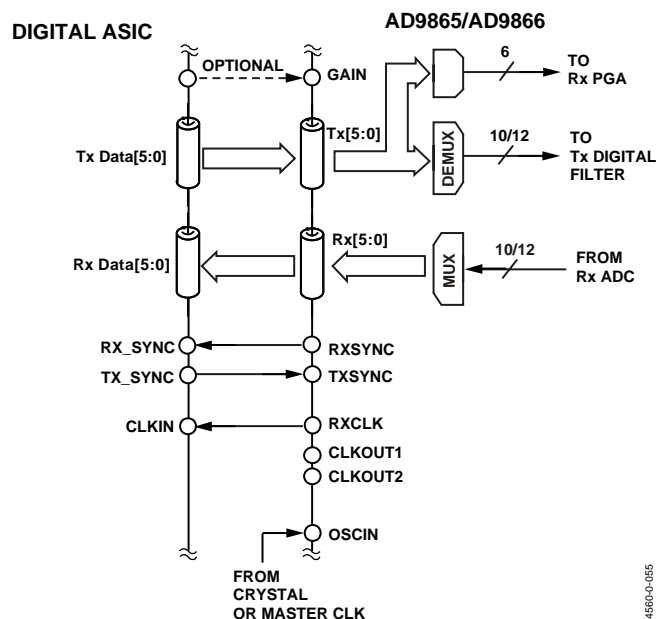 DIGITAL ASIC
AD9865/AD9866
OPTIONAL
GAIN
6
TO
Rx PGA
Tx Data[5:0]
Tx[5:0]
DEMUX
10/12
TO
Tx DIGITAL
FILTER
Rx Data[5:0]
Rx[5:0]
MUX
10/12
FROM
Rx ADC
RX_SYNC
RXSYNC
TX_SYNC
TXSYNC
CLKIN
RXCLK
CLKOUT1
CLKOUT2
OSCIN
FROM
CRYSTAL
OR MASTER CLK
4560-0-055